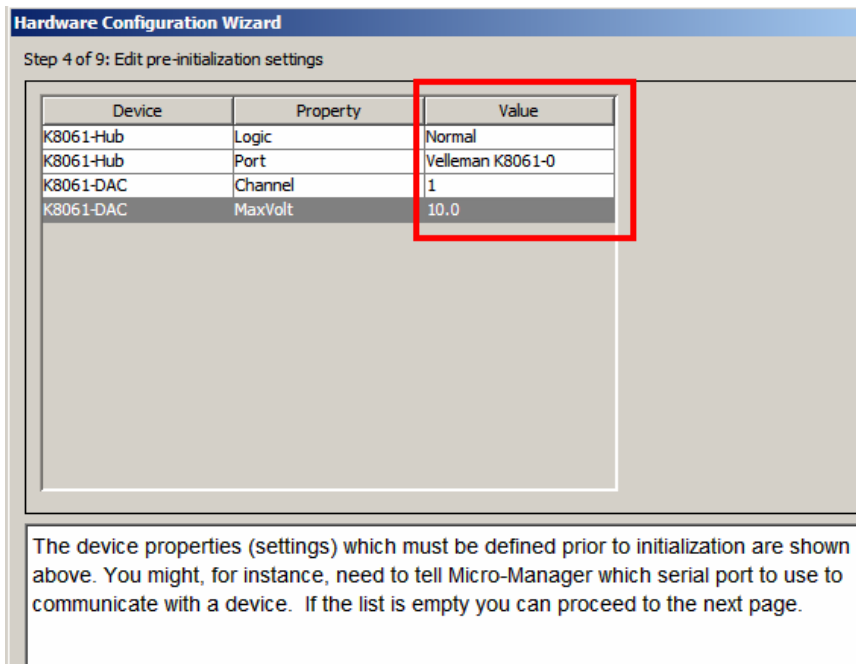 Hardware Configuration Wizard
Step 4 of 9: Edit pre-initialization settings
Device Property Value
K8061-Hub Logic Normal
K8061-Hub Port Velleman K8061-0
K8061-DAC Channel 1
K8061-DAC MaxVolt 10.0
The device properties (settings) which must be defined prior to initialization are shown
above. You might, for instance, need to tell Micro-Manager which serial port to use to
communicate with a device.  If the list is empty you can proceed to the next page.